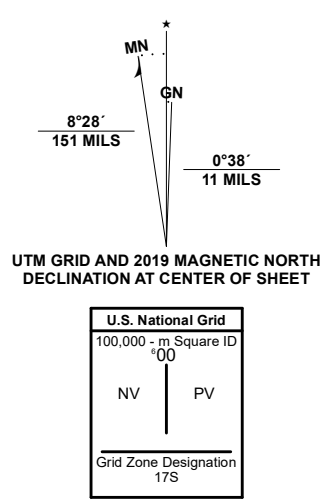 ★
MN
GN
8°28´
151 MILS
0°38´
11 MILS
UTM GRID AND 2019 MAGNETIC NORTH
DECLINATION AT CENTER OF SHEET
U.S. National Grid
100,000 - m Square ID
⁶00
NV PV
Grid Zone Designation
17S